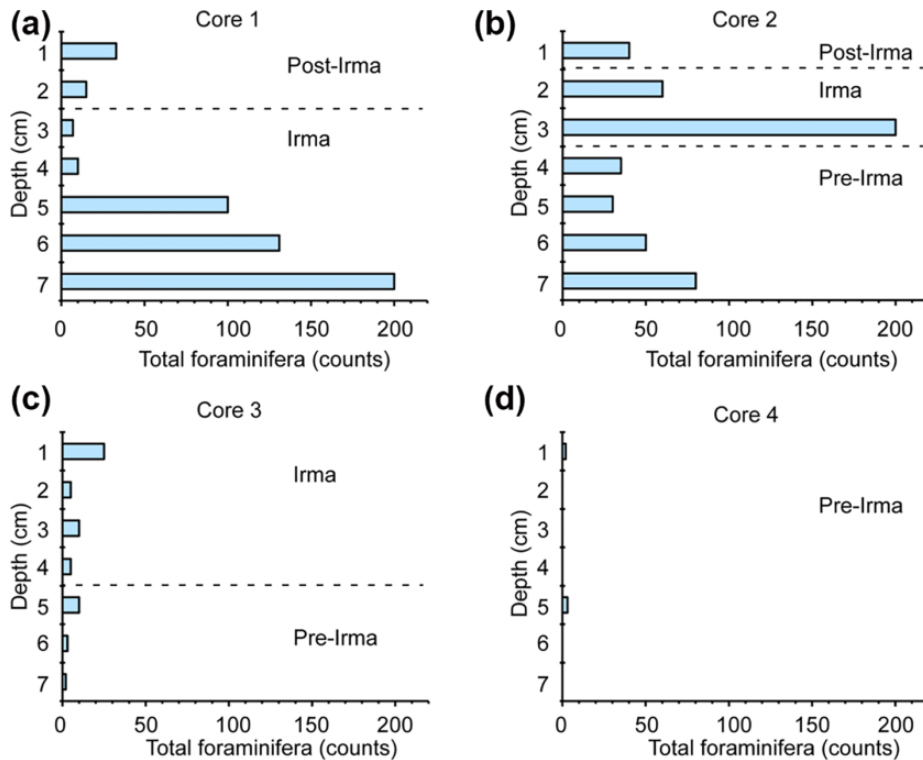 (a)
Core 1
Depth (cm)
1
2
3
4
5
6
7
Post-Irma
Irma
0 50 100 150 200
Total foraminifera (counts)
(b)
Core 2
Depth (cm)
1
2
3
4
5
6
7
Post-Irma
Irma
Pre-Irma
0 50 100 150 200
Total foraminifera (counts)
(c)
Core 3
Depth (cm)
1
2
3
4
5
6
7
Irma
Pre-Irma
0 50 100 150 200
Total foraminifera (counts)
(d)
Core 4
Depth (cm)
1
2
3
4
5
6
7
Pre-Irma
0 50 100 150 200
Total foraminifera (counts)